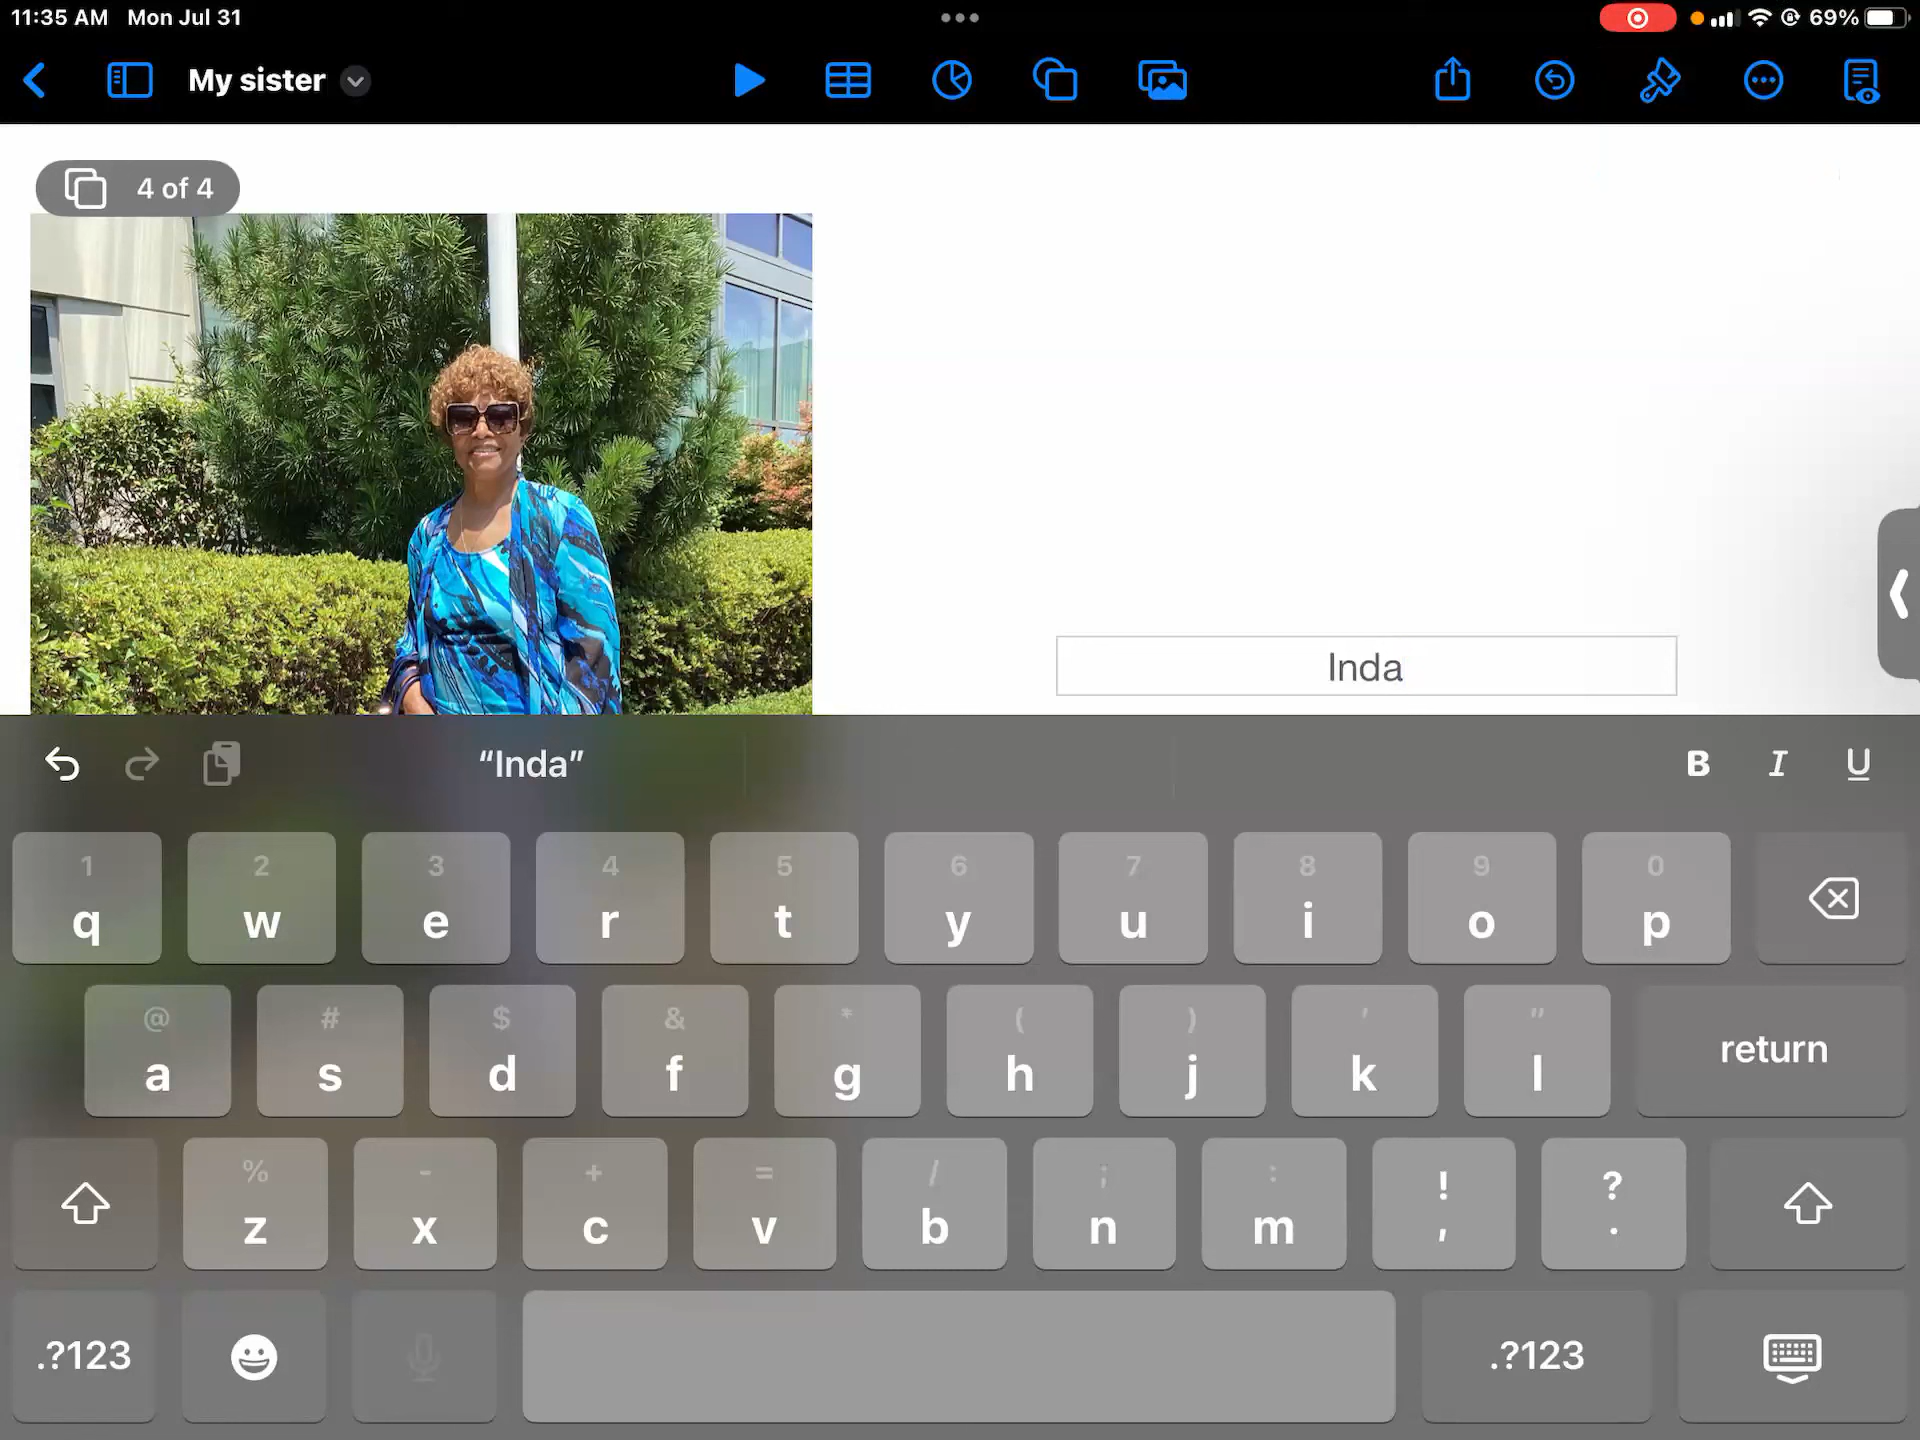 11:35 AM Mon Jul 31
69%
My sister
4 of 4
Inda
“Inda”
B I U
1 2 3 4 5 6 7 8 9 0
q w e r t y u i o p
@ # $ & * ( ) ' "
a s d f g h j k l return
% - + = / ; : ! ?
z x c v b n m , .
.?123 .?123